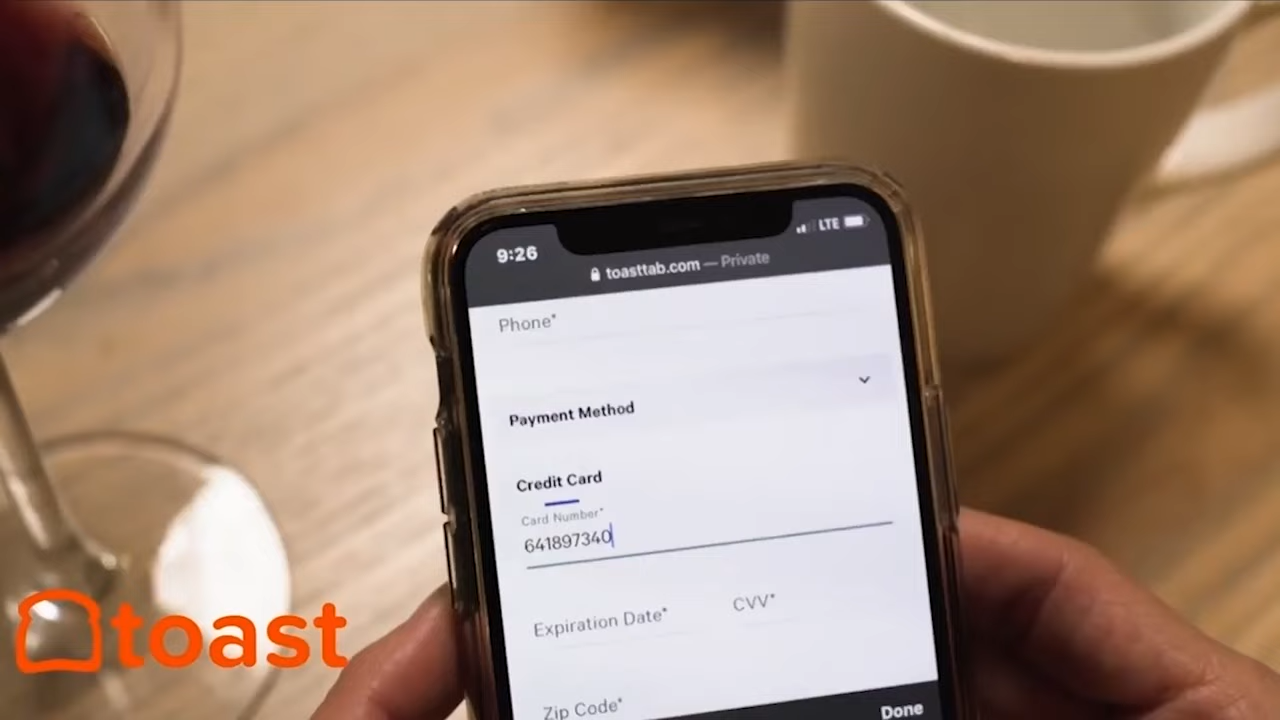 9:26
LTE
toasttab.com — Private
Phone*
Payment Method
Credit Card
Card Number*
641897340
Expiration Date*
CVV*
Zip Code*
Done
toast